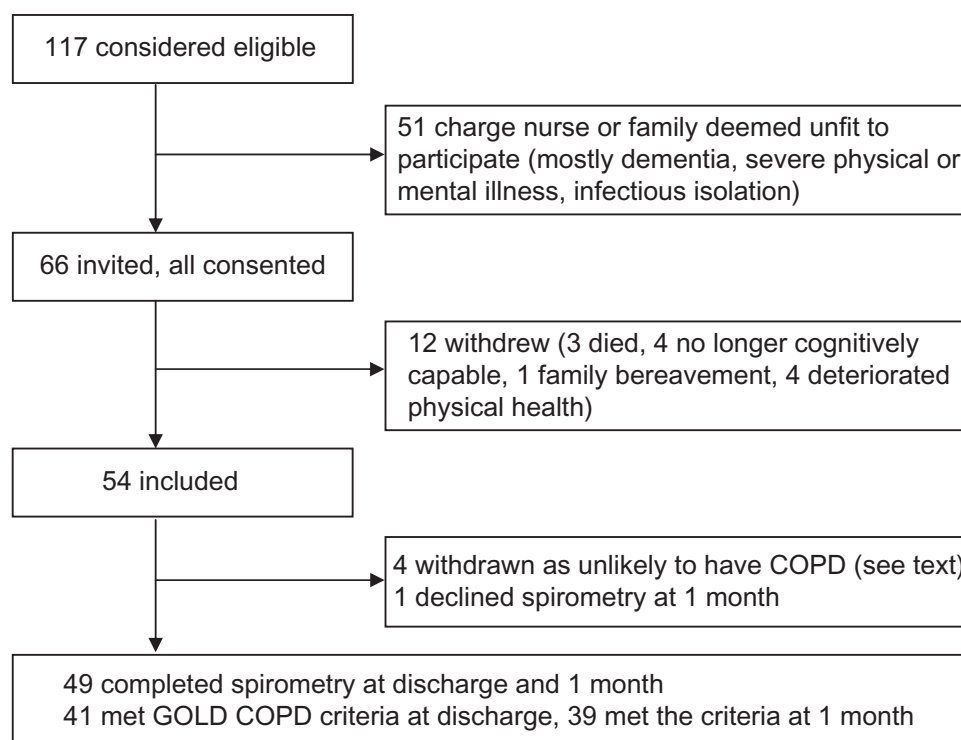 117 considered eligible
51 charge nurse or family deemed unfit to
participate (mostly dementia, severe physical or
mental illness, infectious isolation)
66 invited, all consented
12 withdrew (3 died, 4 no longer cognitively
capable, 1 family bereavement, 4 deteriorated
physical health)
54 included
4 withdrawn as unlikely to have COPD (see text)
1 declined spirometry at 1 month
49 completed spirometry at discharge and 1 month
41 met GOLD COPD criteria at discharge, 39 met the criteria at 1 month